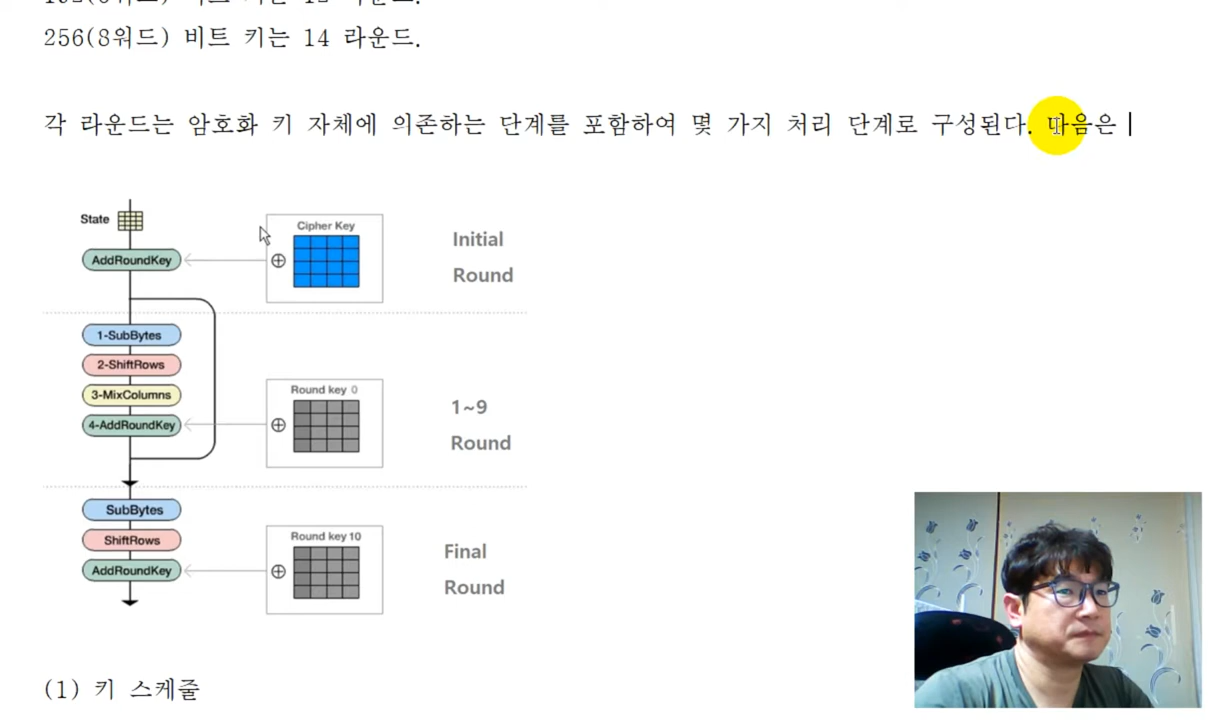 256(8워드) 비트 키는 14 라운드.
각 라운드는 암호화 키 자체에 의존하는 단계를 포함하여 몇 가지 처리 단계로 구성된다. 다음은
State
Cipher Key
AddRoundKey
Initial
Round
1-SubBytes
2-ShiftRows
3-MixColumns
4-AddRoundKey
Round key 0
1~9
Round
SubBytes
ShiftRows
AddRoundKey
Round key 10
Final
Round
(1) 키 스케줄